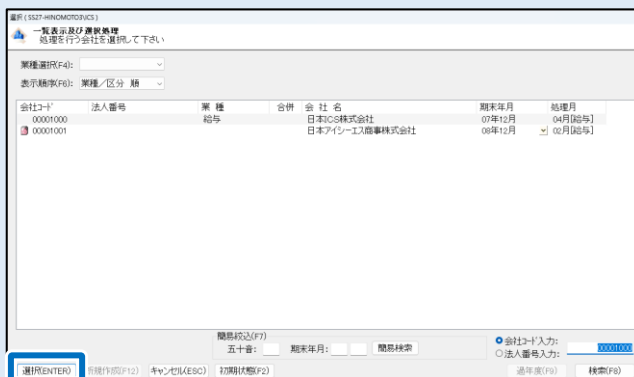 選択 ( SS27-HINOMOTO3\ICS )
一覧表示及び選択処理
処理を行う会社を選択して下さい
業種選択(F4):
表示順序(F6): 業種/区分 順
会社コード 法人番号 業 種 合併 会 社 名 期末年月 処理月
00001000 給与 日本ICS株式会社 07年12月 04月[給与]
00001001 日本アイシーエス商事株式会社 08年12月 02月[給与]
簡易絞込(F7)
五十音: 期末年月: 簡易検索
会社コード入力: 00001000
法人番号入力:
選択(ENTER) 新規作成(F12) キャンセル(ESC) 初期状態(F2) 過年度(F9) 検索(F8)